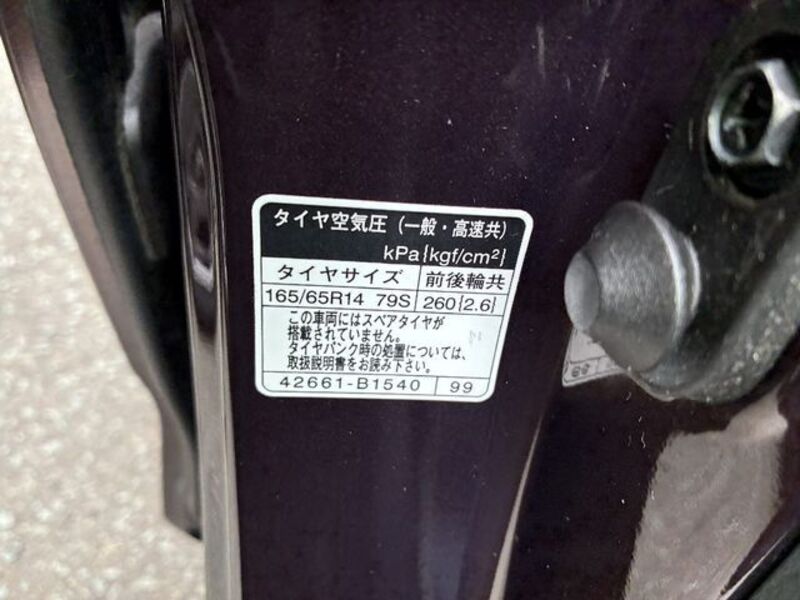 タイヤ空気圧（一般・高速共）
kPa{kgf/cm²}
タイヤサイズ 前後輪共
165/65R14 79S 260{2.6}
この車両にはスペアタイヤが
搭載されていません。
タイヤパンク時の処置については、
取扱説明書をお読み下さい。
42661-B1540 99